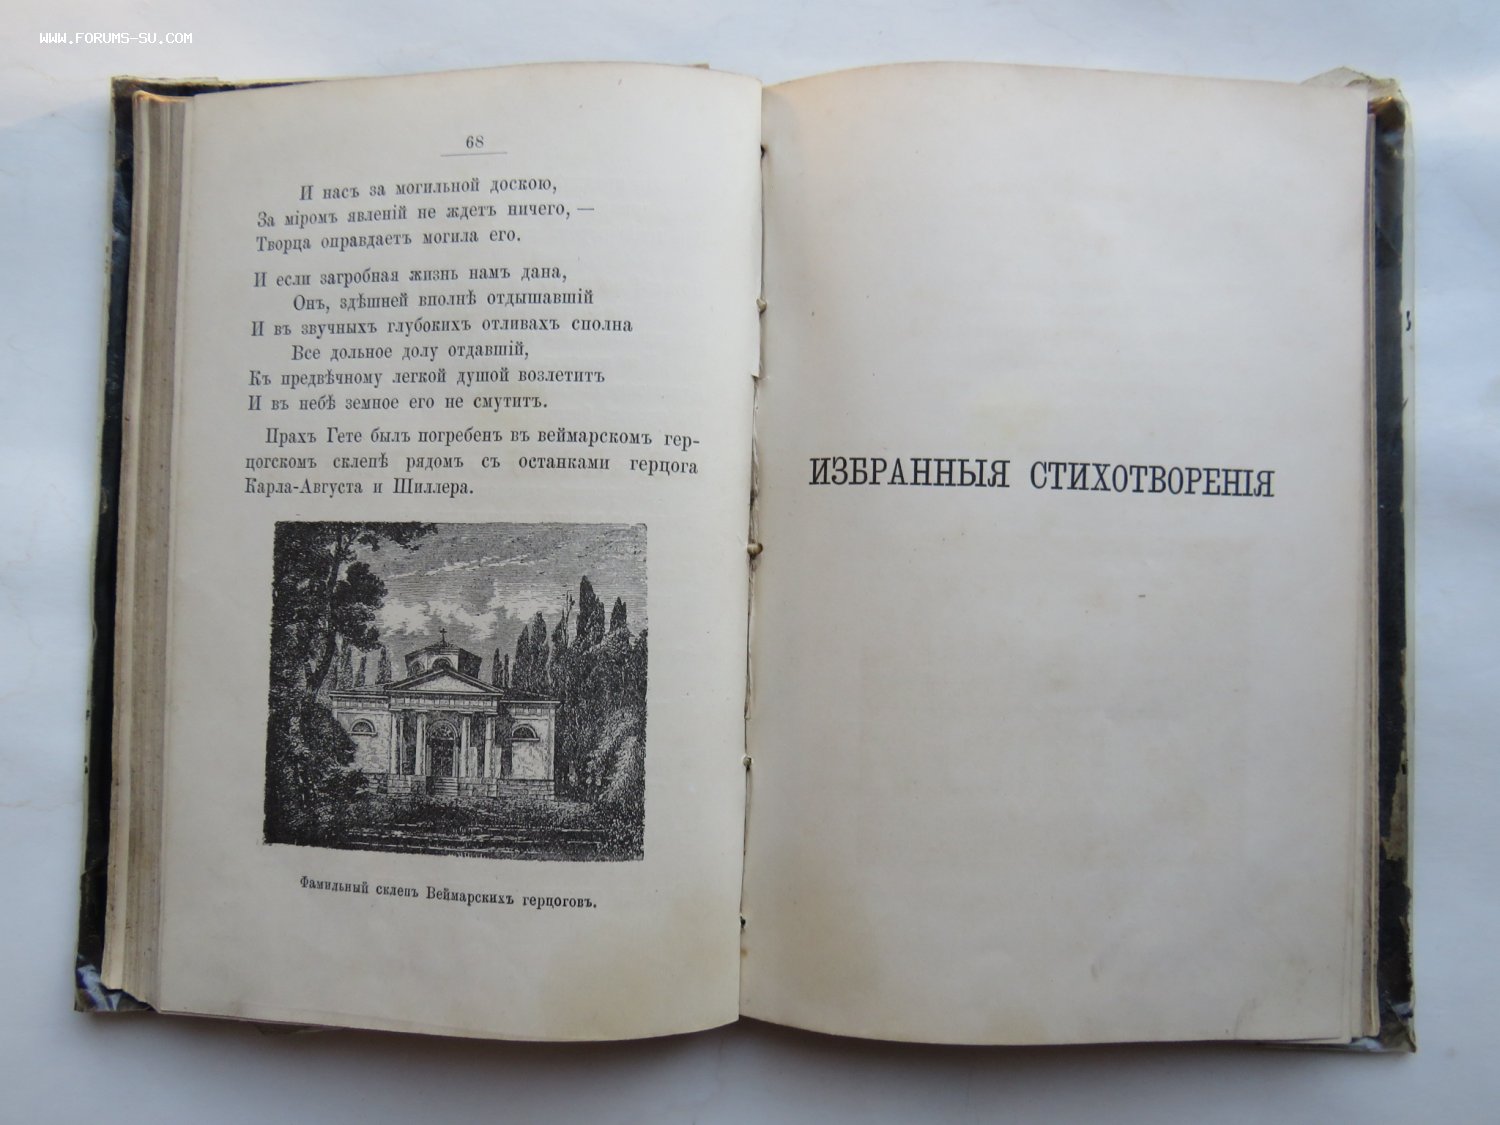 WWW.FORUMS-SU.COM
68
И насъ за могильной доскою,
За міромъ явленій не ждетъ ничего, —
Творца оправдаетъ могила его.
И если загробная жизнь намъ дана,
Онъ, здѣшней вполнѣ отдышавшій
И въ звучныхъ глубокихъ отливахъ сполна
Все дольное долу отдавшій,
Къ предвѣчному легкой душой возлетитъ
И въ небѣ земное его не смутитъ.
Прахъ Гете былъ погребенъ въ веймарскомъ гер-
цогскомъ склепѣ рядомъ съ останками герцога
Карла-Августа и Шиллера.
Фамильный склепъ Веймарскихъ герцоговъ.
ИЗБРАННЫЯ СТИХОТВОРЕНІЯ